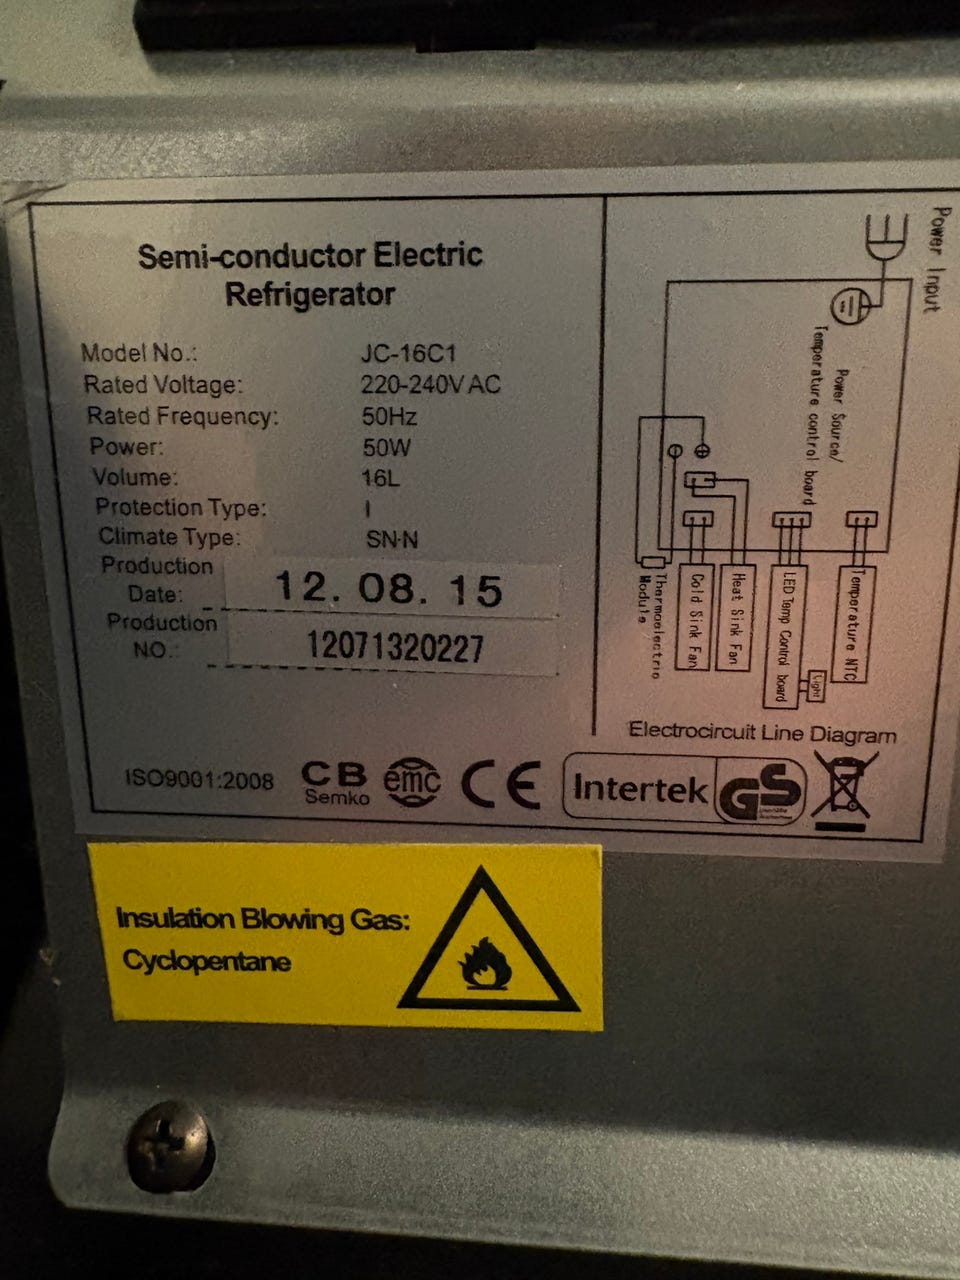 Semi-conductor Electric
Refrigerator
Model No.: JC-16C1
Rated Voltage: 220-240V AC
Rated Frequency: 50Hz
Power: 50W
Volume: 16L
Protection Type: I
Climate Type: SN-N
Production
Date: 12. 08. 15
Production
NO.: 12071320227
Power Input
Power Source/
Temperature control board
Thermoelectric
Module
Cold Sink Fan
Heat Sink Fan
LED Temp Control board
Light
Temperature NTC
Electrocircuit Line Diagram
ISO9001:2008
CB
Semko
emc
CE
Intertek
GS
Insulation Blowing Gas:
Cyclopentane